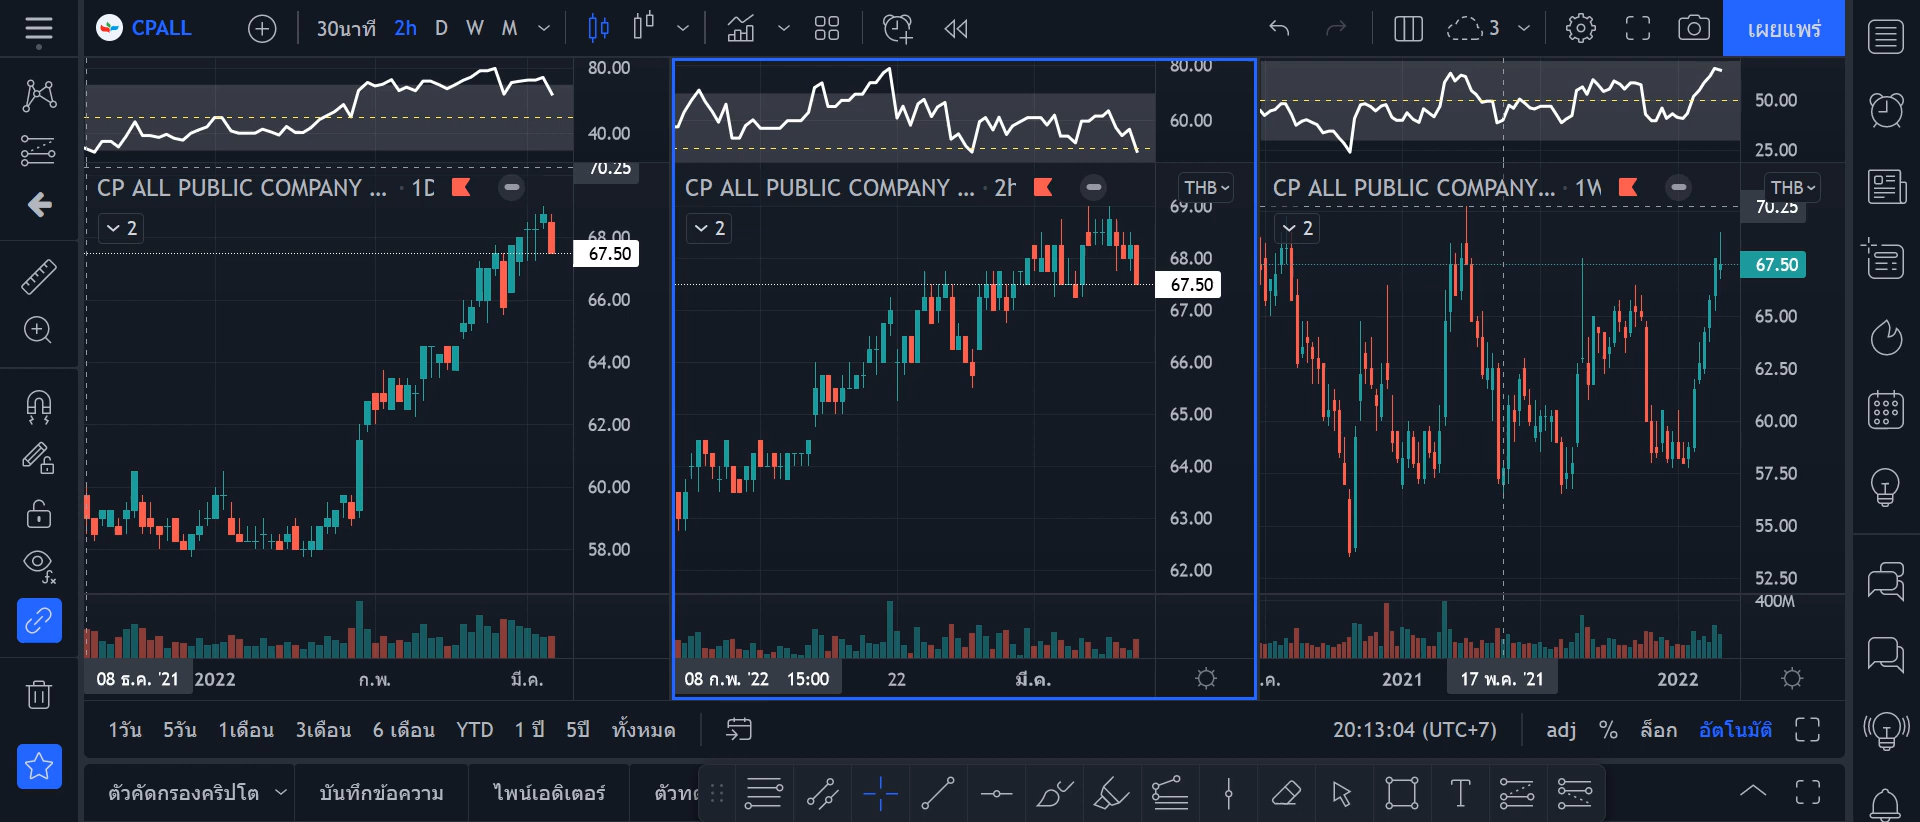 CPALL
30นาที 2h D W M
3
เผยแพร่
80.00
40.00
70.25
CP ALL PUBLIC COMPANY ... · 1D
2
68.00
67.50
66.00
64.00
62.00
60.00
58.00
08 ธ.ค. '21
2022
ก.พ.
มี.ค.
80.00
60.00
CP ALL PUBLIC COMPANY ... · 2h
THB
2
69.00
68.00
67.50
67.00
66.00
65.00
64.00
63.00
62.00
08 ก.พ. '22 15:00
22
มี.ค.
50.00
25.00
CP ALL PUBLIC COMPANY... · 1W
THB
70.25
2
67.50
65.00
62.50
60.00
57.50
55.00
52.50
400M
.ค.
2021
17 พ.ค. '21
2022
1วัน 5วัน 1เดือน 3เดือน 6 เดือน YTD 1 ปี 5ปี ทั้งหมด
20:13:04 (UTC+7)
adj % ล็อก อัตโนมัติ
ตัวคัดกรองคริปโต
บันทึกข้อความ
ไพน์เอดิเตอร์
ตัวทด